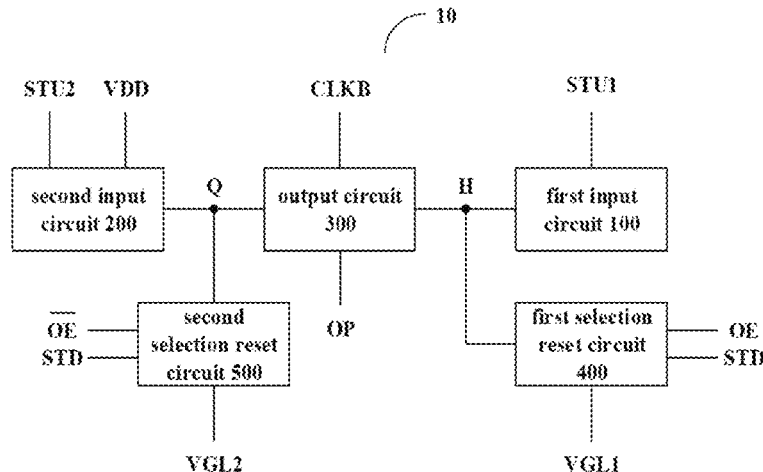 10
STU2 VDD CLKB STU1
second input
circuit 200
Q
output circuit
300
H
first input
circuit 100
OE
STD
second
selection reset
circuit 500
OP
first selection
reset circuit
400
OE
STD
VGL2
VGL1